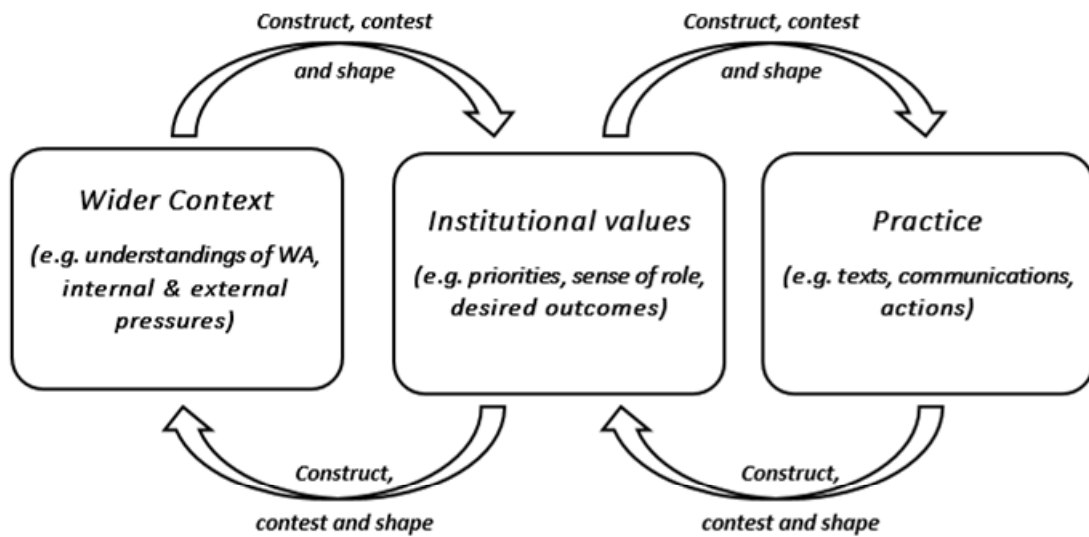 Construct, contest
and shape
Construct, contest
and shape
Wider Context
(e.g. understandings of WA,
internal & external
pressures)
Institutional values
(e.g. priorities, sense of role,
desired outcomes)
Practice
(e.g. texts, communications,
actions)
Construct,
contest and shape
Construct,
contest and shape